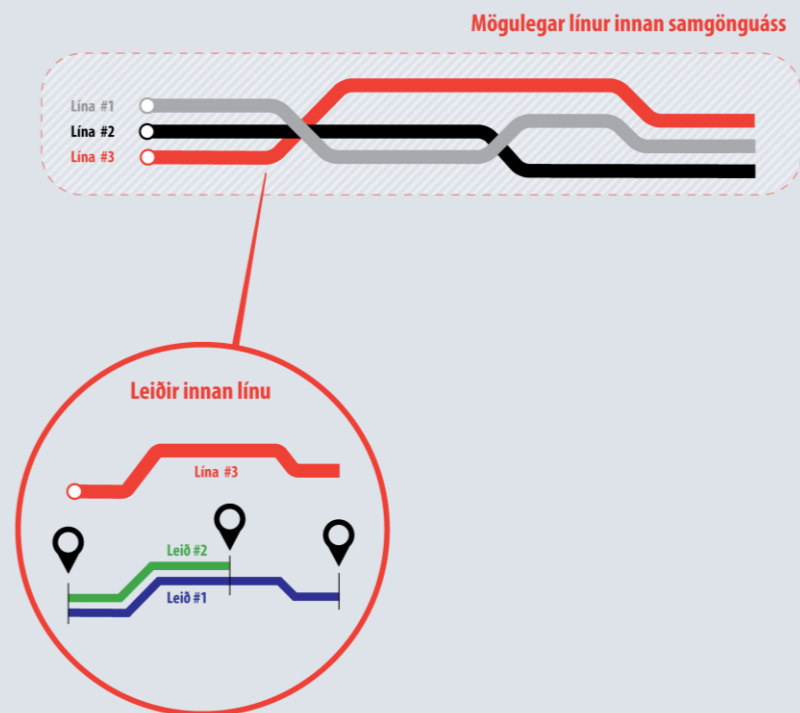 Mögulegar línur innan samgönguáss
Lína #1
Lína #2
Lína #3
Leiðir innan línu
Lína #3
Leið #2
Leið #1